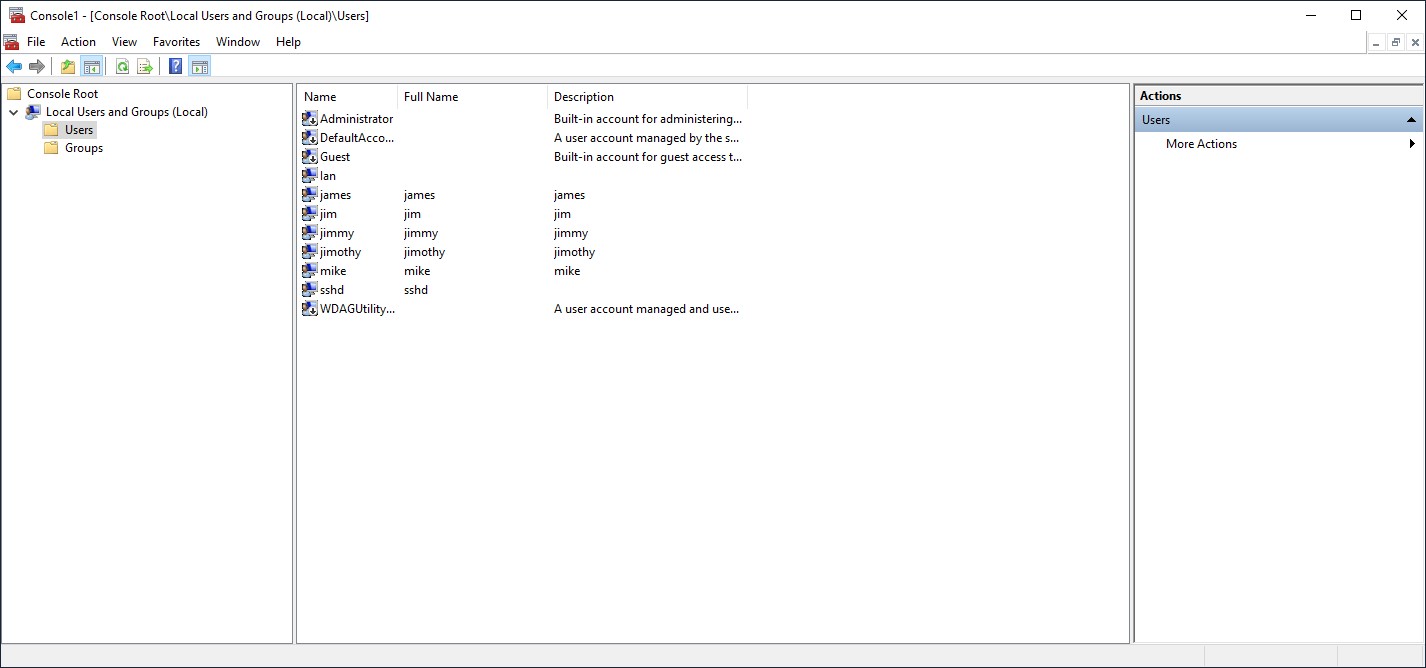 Console1 - [Console Root\Local Users and Groups (Local)\Users]
File Action View Favorites Window Help
Console Root
Local Users and Groups (Local)
Users
Groups
Name Full Name Description
Administrator Built-in account for administering...
DefaultAcco... A user account managed by the s...
Guest Built-in account for guest access t...
Ian
james james james
jim jim jim
jimmy jimmy jimmy
jimothy jimothy jimothy
mike mike mike
sshd sshd
WDAGUtility... A user account managed and use...
Actions
Users
More Actions